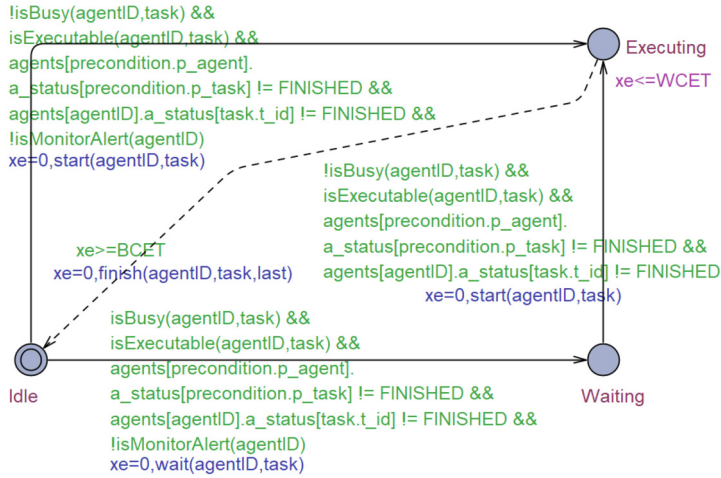 !isBusy(agentID,task) &&
isExecutable(agentID,task) &&
agents[precondition.p_agent].
a_status[precondition.p_task] != FINISHED &&
agents[agentID].a_status[task.t_id] != FINISHED &&
!isMonitorAlert(agentID)
xe=0,start(agentID,task)
Executing
xe<=WCET
!isBusy(agentID,task) &&
isExecutable(agentID,task) &&
agents[precondition.p_agent].
a_status[precondition.p_task] != FINISHED &&
agents[agentID].a_status[task.t_id] != FINISHED
xe=0,start(agentID,task)
xe>=BCET
xe=0,finish(agentID,task,last)
isBusy(agentID,task) &&
isExecutable(agentID,task) &&
agents[precondition.p_agent].
a_status[precondition.p_task] != FINISHED &&
agents[agentID].a_status[task.t_id] != FINISHED &&
!isMonitorAlert(agentID)
xe=0,wait(agentID,task)
Idle
Waiting